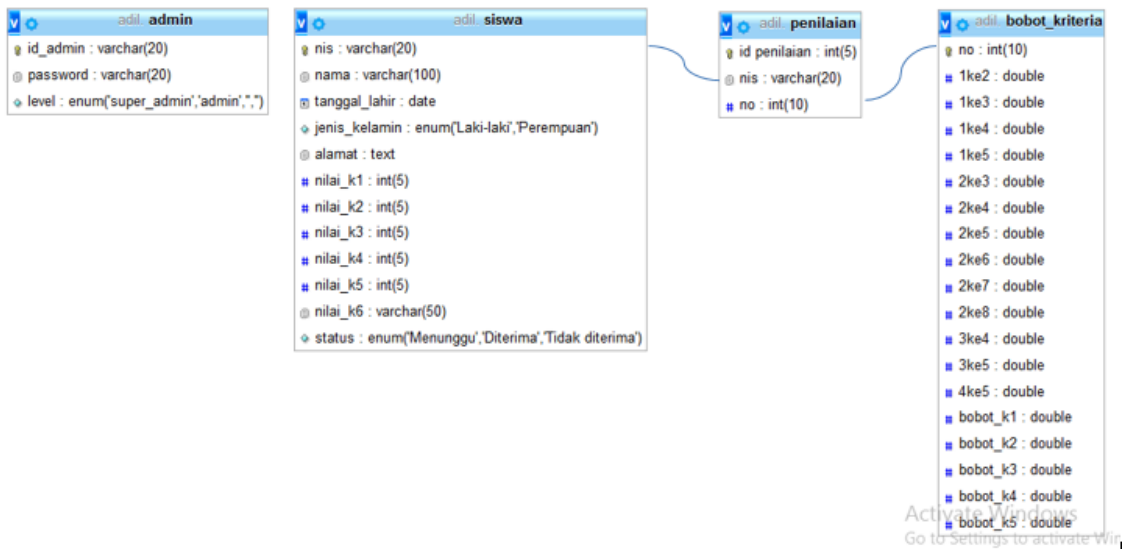 v adil admin
id_admin : varchar(20)
password : varchar(20)
level : enum('super_admin','admin','','')
v adil siswa
nis : varchar(20)
nama : varchar(100)
tanggal_lahir : date
jenis_kelamin : enum('Laki-laki','Perempuan')
alamat : text
# nilai_k1 : int(5)
# nilai_k2 : int(5)
# nilai_k3 : int(5)
# nilai_k4 : int(5)
# nilai_k5 : int(5)
nilai_k6 : varchar(50)
status : enum('Menunggu','Diterima','Tidak diterima')
v adil penilaian
id penilaian : int(5)
nis : varchar(20)
# no : int(10)
v adil bobot_kriteria
no : int(10)
# 1ke2 : double
# 1ke3 : double
# 1ke4 : double
# 1ke5 : double
# 2ke3 : double
# 2ke4 : double
# 2ke5 : double
# 2ke6 : double
# 2ke7 : double
# 2ke8 : double
# 3ke4 : double
# 3ke5 : double
# 4ke5 : double
# bobot_k1 : double
# bobot_k2 : double
# bobot_k3 : double
# bobot_k4 : double
# bobot_k5 : double
Activate Windows
Go to Settings to activate Win